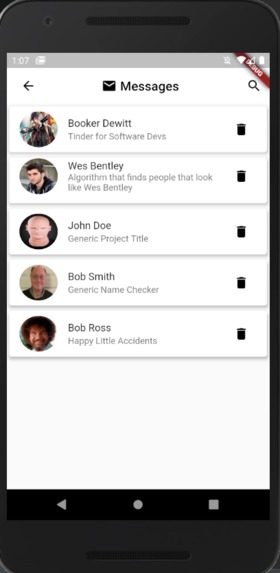 1:07
DEBUG
Messages
Booker Dewitt
Tinder for Software Devs
Wes Bentley
Algorithm that finds people that look
like Wes Bentley
John Doe
Generic Project Title
Bob Smith
Generic Name Checker
Bob Ross
Happy Little Accidents